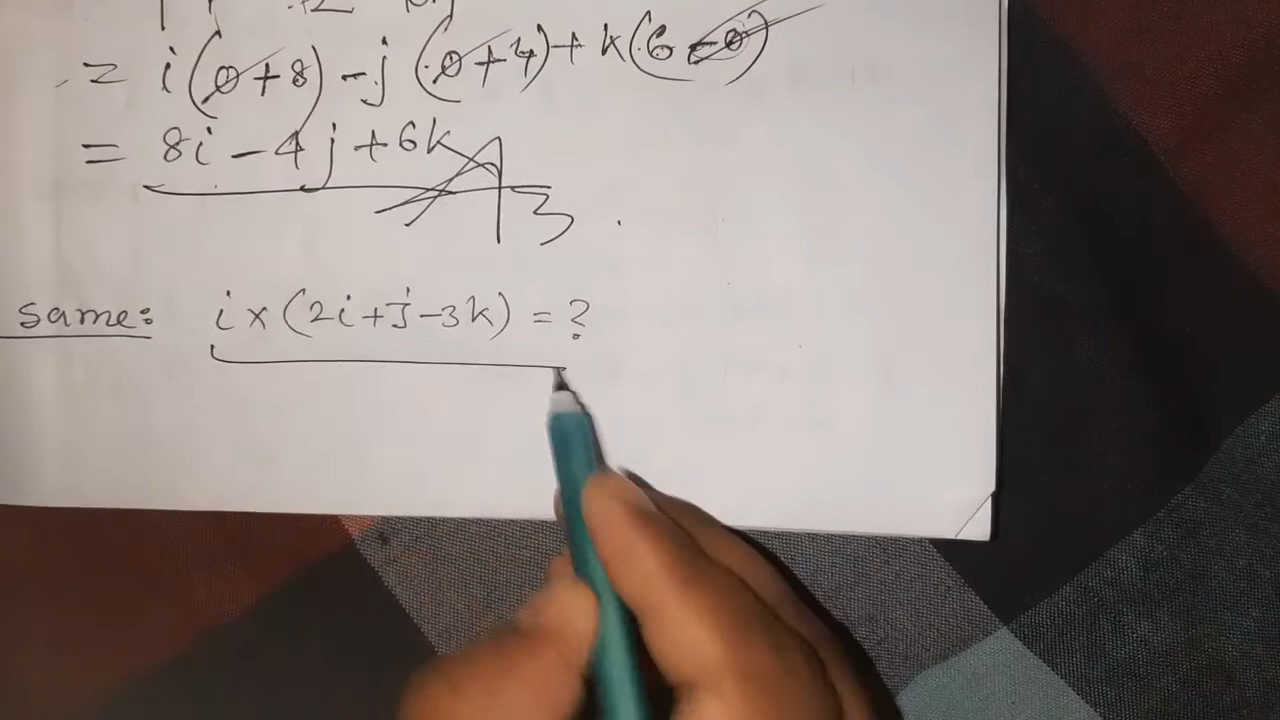 = i(0+8) -j (0+4)+k(6-0)
= 8i-4j+6k
same: i×(2i+j-3k) = ?